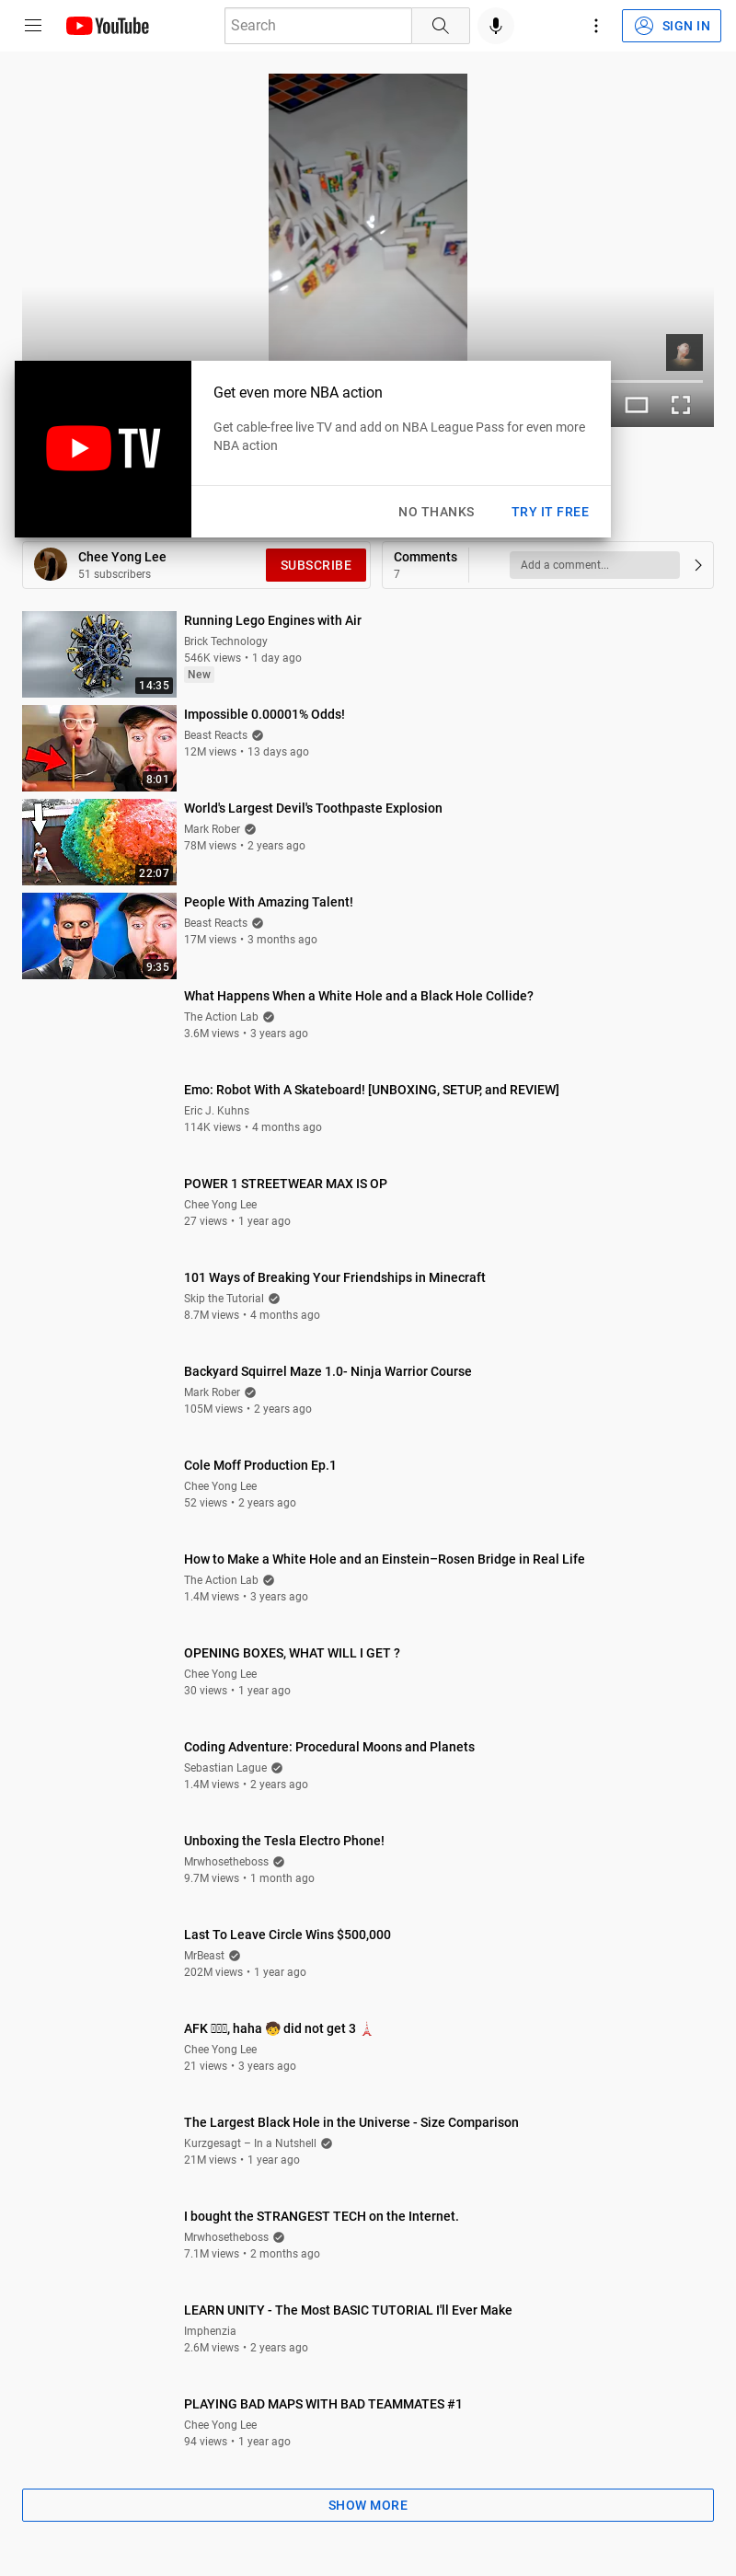 YouTube
Search
SIGN IN
TV
Get even more NBA action
Get cable-free live TV and add on NBA League Pass for even more
NBA action
NO THANKS
TRY IT FREE
Chee Yong Lee
51 subscribers
SUBSCRIBE
Comments
7
Add a comment...
14:35
Running Lego Engines with Air
Brick Technology
546K views • 1 day ago
New
8:01
Impossible 0.00001% Odds!
Beast Reacts
12M views • 13 days ago
22:07
World's Largest Devil's Toothpaste Explosion
Mark Rober
78M views • 2 years ago
9:35
People With Amazing Talent!
Beast Reacts
17M views • 3 months ago
What Happens When a White Hole and a Black Hole Collide?
The Action Lab
3.6M views • 3 years ago
Emo: Robot With A Skateboard! [UNBOXING, SETUP, and REVIEW]
Eric J. Kuhns
114K views • 4 months ago
POWER 1 STREETWEAR MAX IS OP
Chee Yong Lee
27 views • 1 year ago
101 Ways of Breaking Your Friendships in Minecraft
Skip the Tutorial
8.7M views • 4 months ago
Backyard Squirrel Maze 1.0- Ninja Warrior Course
Mark Rober
105M views • 2 years ago
Cole Moff Production Ep.1
Chee Yong Lee
52 views • 2 years ago
How to Make a White Hole and an Einstein–Rosen Bridge in Real Life
The Action Lab
1.4M views • 3 years ago
OPENING BOXES, WHAT WILL I GET ?
Chee Yong Lee
30 views • 1 year ago
Coding Adventure: Procedural Moons and Planets
Sebastian Lague
1.4M views • 2 years ago
Unboxing the Tesla Electro Phone!
Mrwhosetheboss
9.7M views • 1 month ago
Last To Leave Circle Wins $500,000
MrBeast
202M views • 1 year ago
AFK , haha 🧒 did not get 3 🗼
Chee Yong Lee
21 views • 3 years ago
The Largest Black Hole in the Universe - Size Comparison
Kurzgesagt – In a Nutshell
21M views • 1 year ago
I bought the STRANGEST TECH on the Internet.
Mrwhosetheboss
7.1M views • 2 months ago
LEARN UNITY - The Most BASIC TUTORIAL I'll Ever Make
Imphenzia
2.6M views • 2 years ago
PLAYING BAD MAPS WITH BAD TEAMMATES #1
Chee Yong Lee
94 views • 1 year ago
SHOW MORE